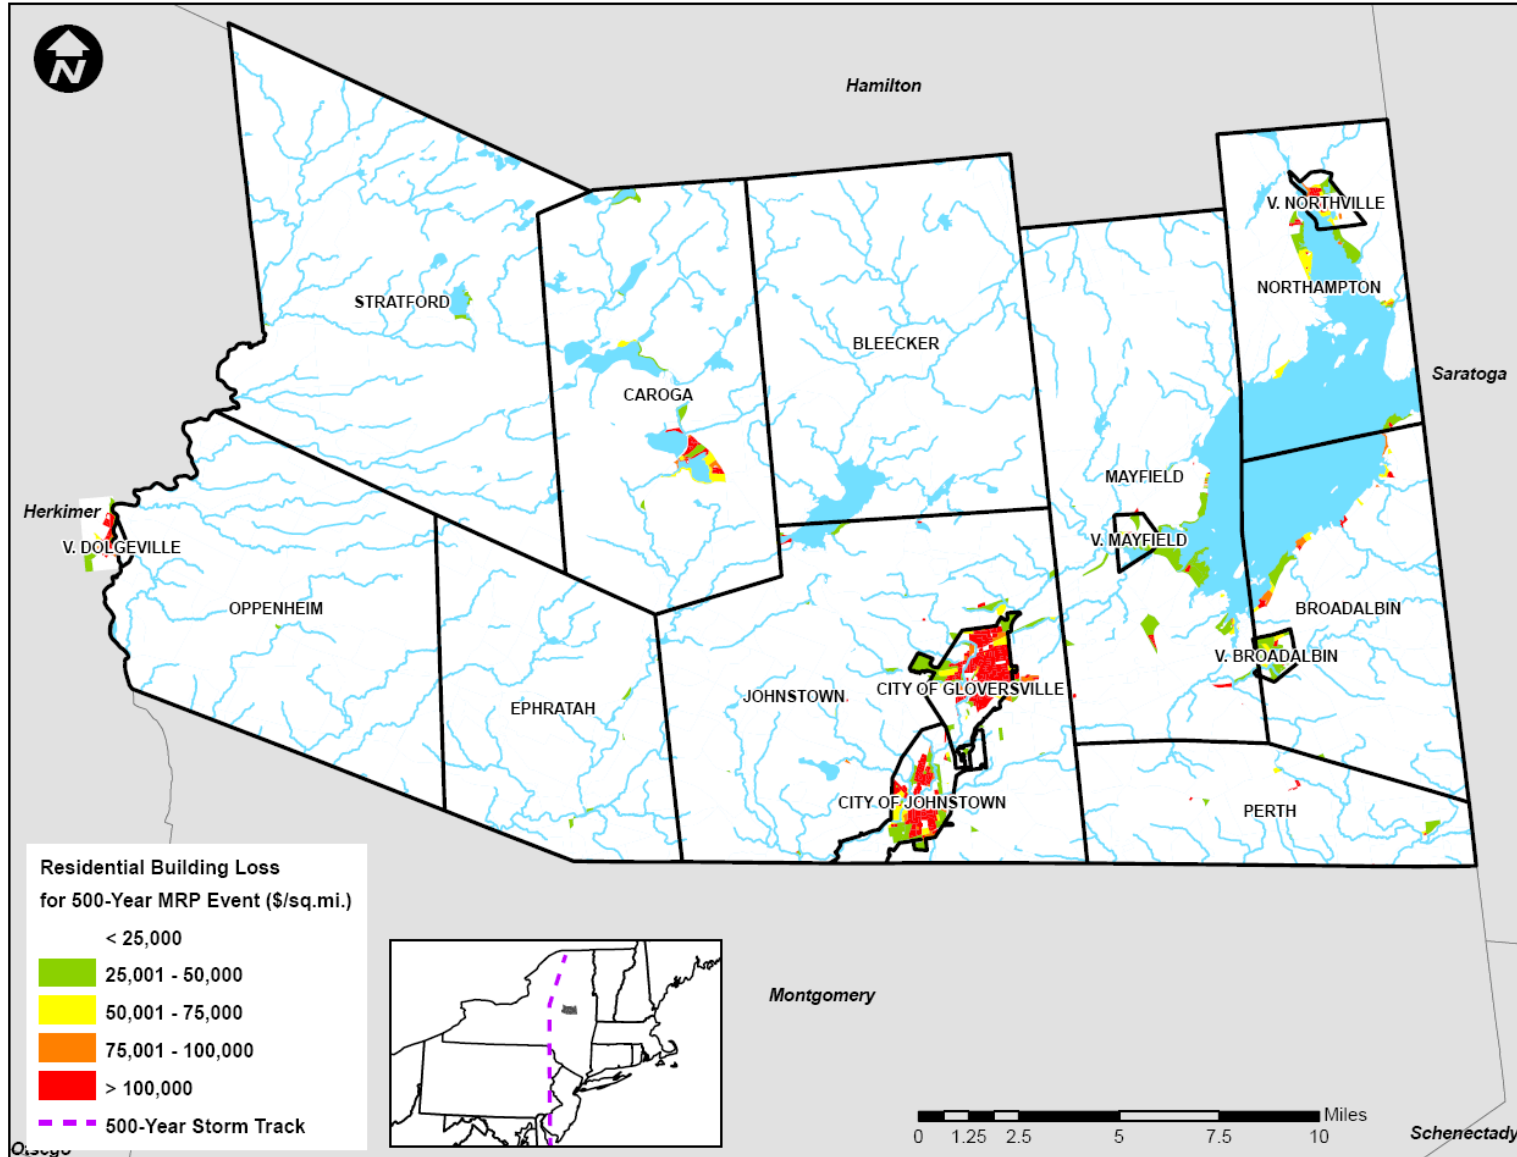 N
Hamilton
V. NORTHVILLE
NORTHAMPTON
STRATFORD
BLEECKER
Saratoga
CAROGA
MAYFIELD
Herkimer
V. MAYFIELD
V. DOLGEVILLE
OPPENHEIM
BROADALBIN
V. BROADALBIN
CITY OF GLOVERSVILLE
JOHNSTOWN
EPHRATAH
CITY OF JOHNSTOWN
PERTH
Residential Building Loss
for 500-Year MRP Event ($/sq.mi.)
< 25,000
25,001 - 50,000
50,001 - 75,000
75,001 - 100,000
> 100,000
500-Year Storm Track
Montgomery
Miles
0 1.25 2.5 5 7.5 10
Schenectady
Otsego